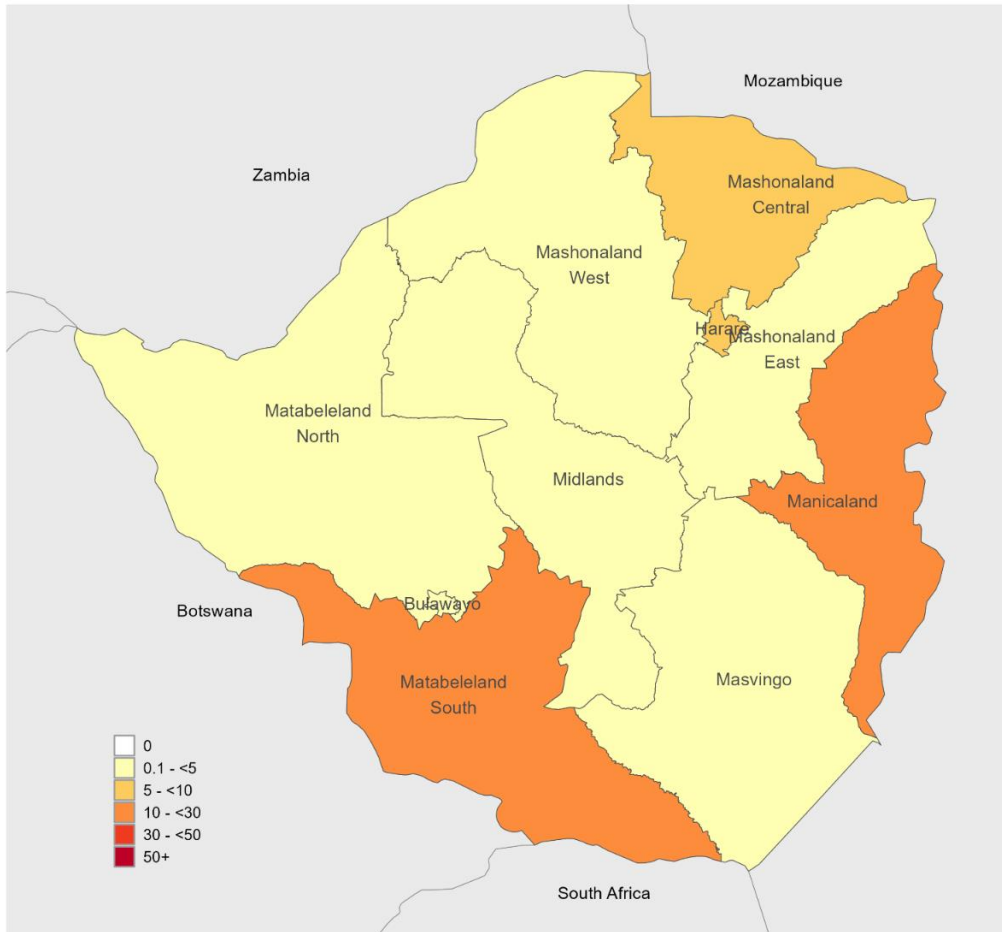 Mozambique
Zambia
Mashonaland
Central
Mashonaland
West
Harare
Mashonaland
East
Matabeleland
North
Midlands
Manicaland
Bulawayo
Botswana
Matabeleland
South
Masvingo
0
0.1 - <5
5 - <10
10 - <30
30 - <50
50+
South Africa